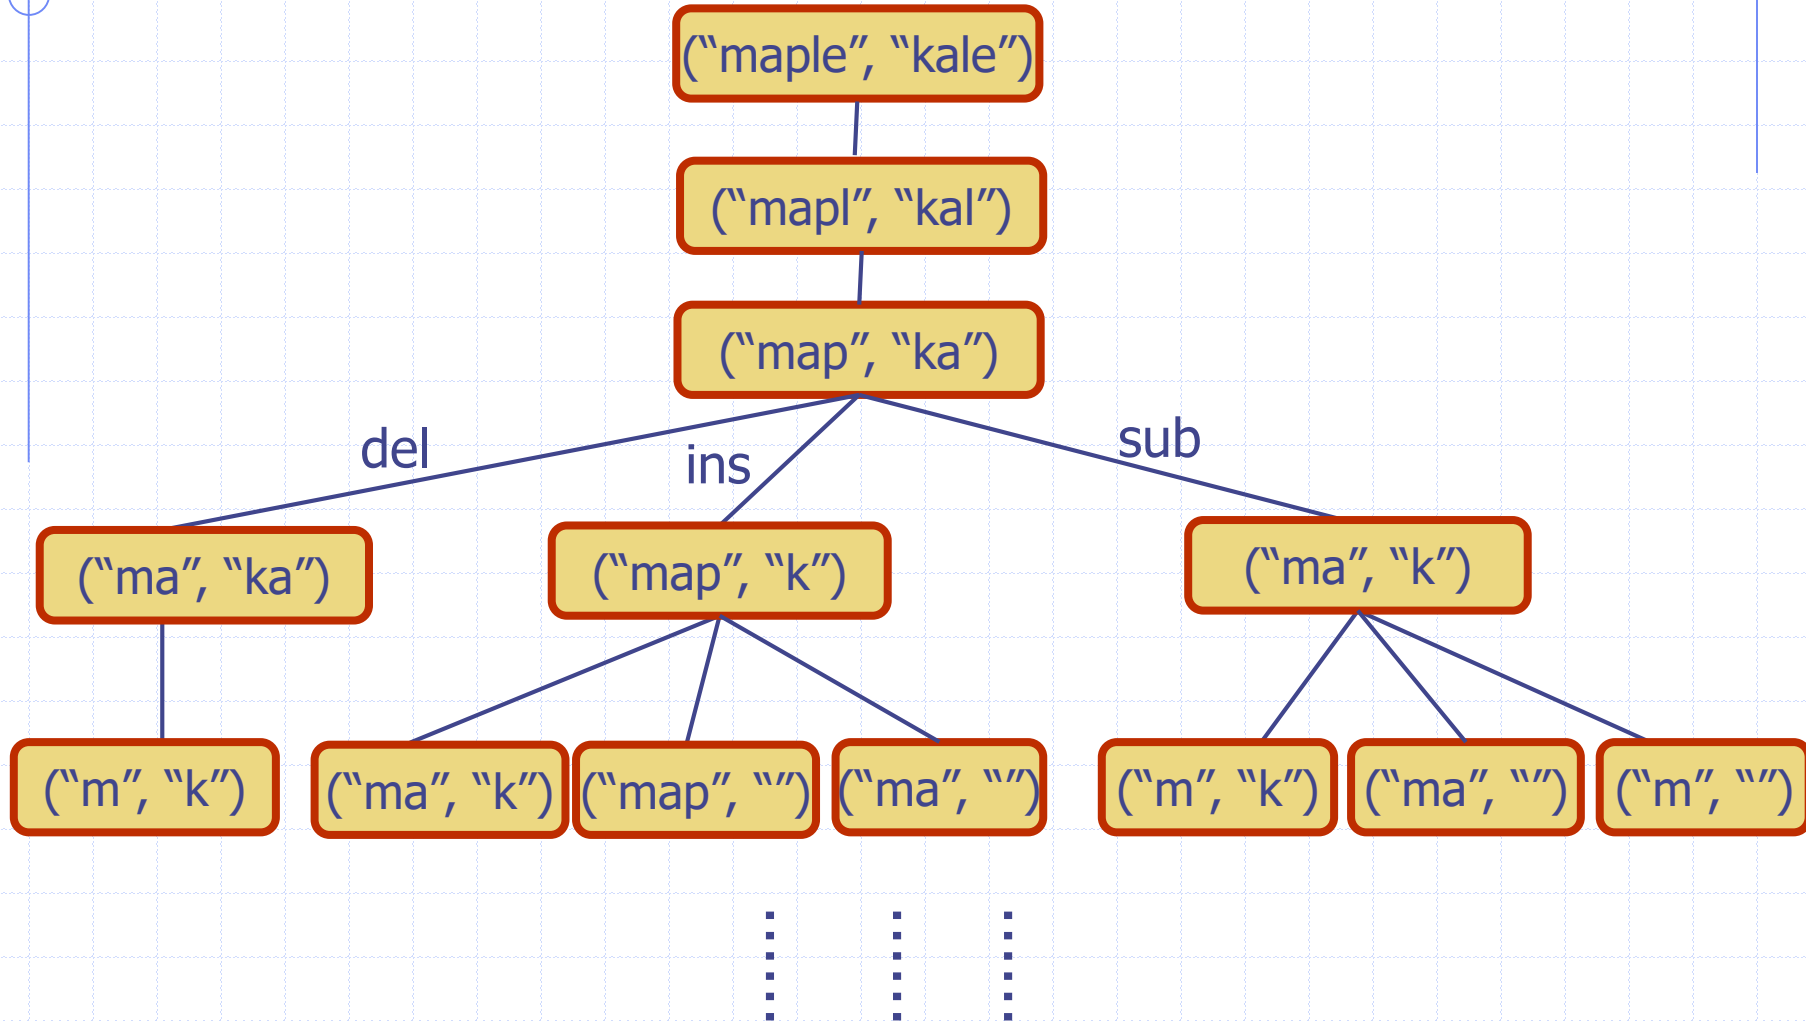 (“maple”, “kale”)
(“mapl”, “kal”)
(“map”, “ka”)
del
ins
sub
(“ma”, “ka”)
(“map”, “k”)
(“ma”, “k”)
(“m”, “k”)
(“ma”, “k”)
(“map”, “”)
(“ma”, “”)
(“m”, “k”)
(“ma”, “”)
(“m”, “”)